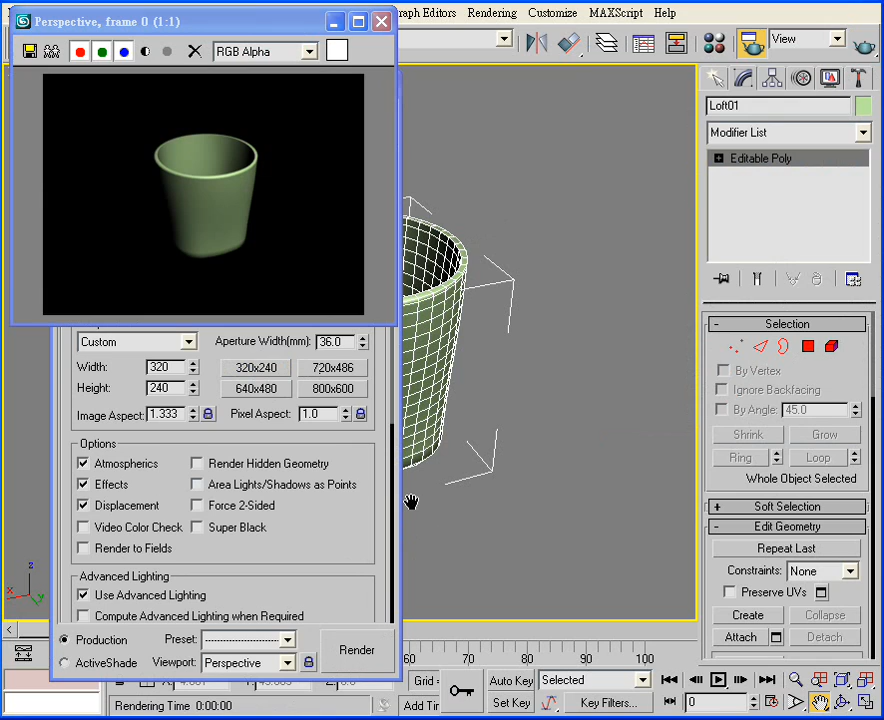 Perspective, frame 0 (1:1)
raph Editors Rendering Customize MAXScript Help
RGB Alpha
View
Loft01
Modifier List
Editable Poly
Custom
Aperture Width(mm): 36.0
Width: 320
320x240 720x486
Height: 240
640x480 800x600
Image Aspect: 1.333 Pixel Aspect: 1.0
Options
Atmospherics Render Hidden Geometry
Effects Area Lights/Shadows as Points
Displacement Force 2-Sided
Video Color Check Super Black
Render to Fields
Advanced Lighting
Use Advanced Lighting
Compute Advanced Lighting when Required
Production Preset:
ActiveShade Viewport: Perspective
Render
- Selection
By Vertex
Ignore Backfacing
By Angle: 45.0
Shrink Grow
Ring Loop
Whole Object Selected
+ Soft Selection
- Edit Geometry
Repeat Last
Constraints: None
Preserve UVs
Create Collapse
Attach Detach
z
x y
60 70 80 90 100
Grid =
Auto Key Selected
Add Tir
Set Key Key Filters...
0
Rendering Time 0:00:00